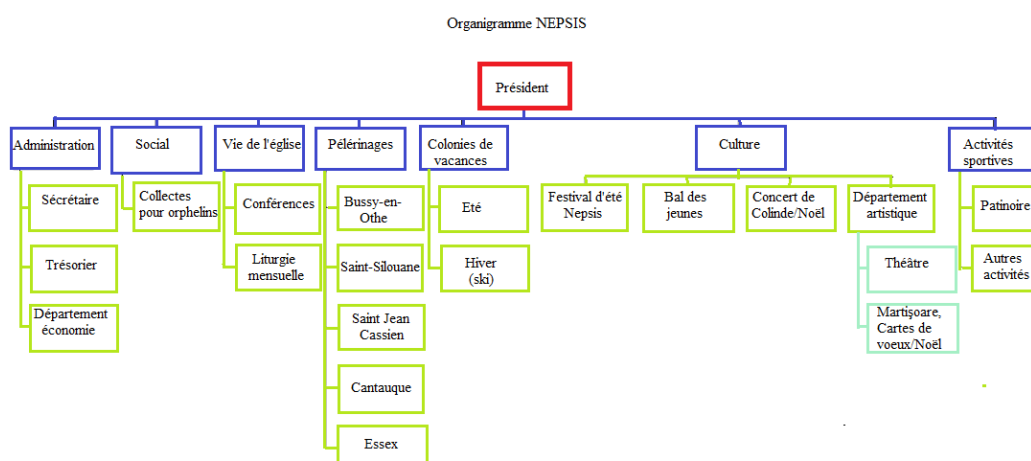 Organigramme NEPSIS
Président
Administration
Social
Vie de l'église
Pélérinages
Colonies de
vacances
Culture
Activités
sportives
Sécrétaire
Trésorier
Département
économie
Collectes
pour orphelins
Conférences
Liturgie
mensuelle
Bussy-en-
Othe
Saint-Silouane
Saint Jean
Cassien
Cantauque
Essex
Eté
Hiver
(ski)
Festival d'été
Nepsis
Bal des
jeunes
Concert de
Colinde/Noël
Département
artistique
Théâtre
Martişoare,
Cartes de
voeux/Noël
Patinoire
Autres
activités